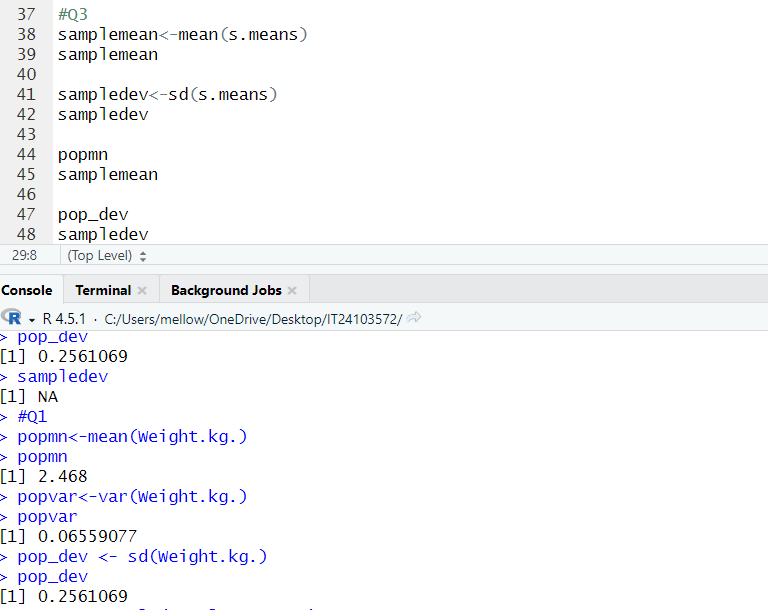 37 #Q3
38 samplemean<-mean(s.means)
39 samplemean
40
41 sampledev<-sd(s.means)
42 sampledev
43
44 popmn
45 samplemean
46
47 pop_dev
48 sampledev
29:8 (Top Level)
Console Terminal Background Jobs
R R 4.5.1 · C:/Users/mellow/OneDrive/Desktop/IT24103572/
> pop_dev
[1] 0.2561069
> sampledev
[1] NA
> #Q1
> popmn<-mean(Weight.kg.)
> popmn
[1] 2.468
> popvar<-var(Weight.kg.)
> popvar
[1] 0.06559077
> pop_dev <- sd(Weight.kg.)
> pop_dev
[1] 0.2561069